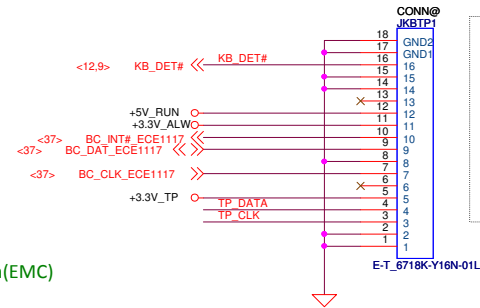 CONN@
JKBTP1
18 GND2
17 GND1
<12,9> KB_DET# KB_DET# 16 16
15 15
14 14
13 13
+5V_RUN 12 12
+3.3V_ALW 11 11
<37> BC_INT#_ECE1117 10 10
<37> BC_DAT_ECE1117 9 9
8 8
<37> BC_CLK_ECE1117 7 7
6 6
+3.3V_TP 5 5
TP_DATA 4 4
TP_CLK 3 3
2 2
1 1
E-T_6718K-Y16N-01L
(EMC)